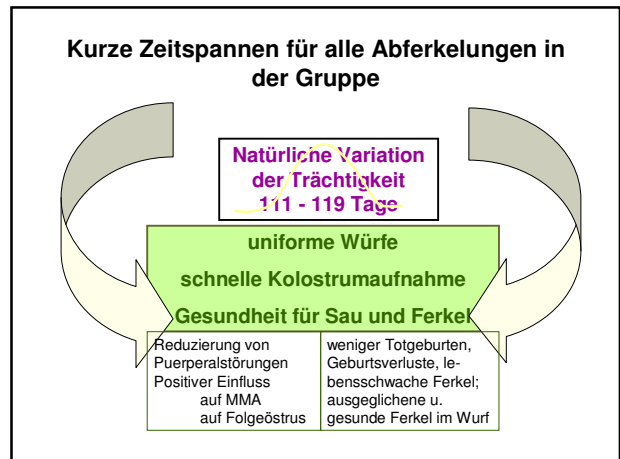 Kurze Zeitspannen für alle Abferkelungen in
der Gruppe
Natürliche Variation
der Trächtigkeit
111 - 119 Tage
uniforme Würfe
schnelle Kolostrumaufnahme
Gesundheit für Sau und Ferkel
Reduzierung von
Puerperalstörungen
Positiver Einfluss
auf MMA
auf Folgeöstrus
weniger Totgeburten,
Geburtsverluste, le-
bensschwache Ferkel;
ausgeglichene u.
gesunde Ferkel im Wurf